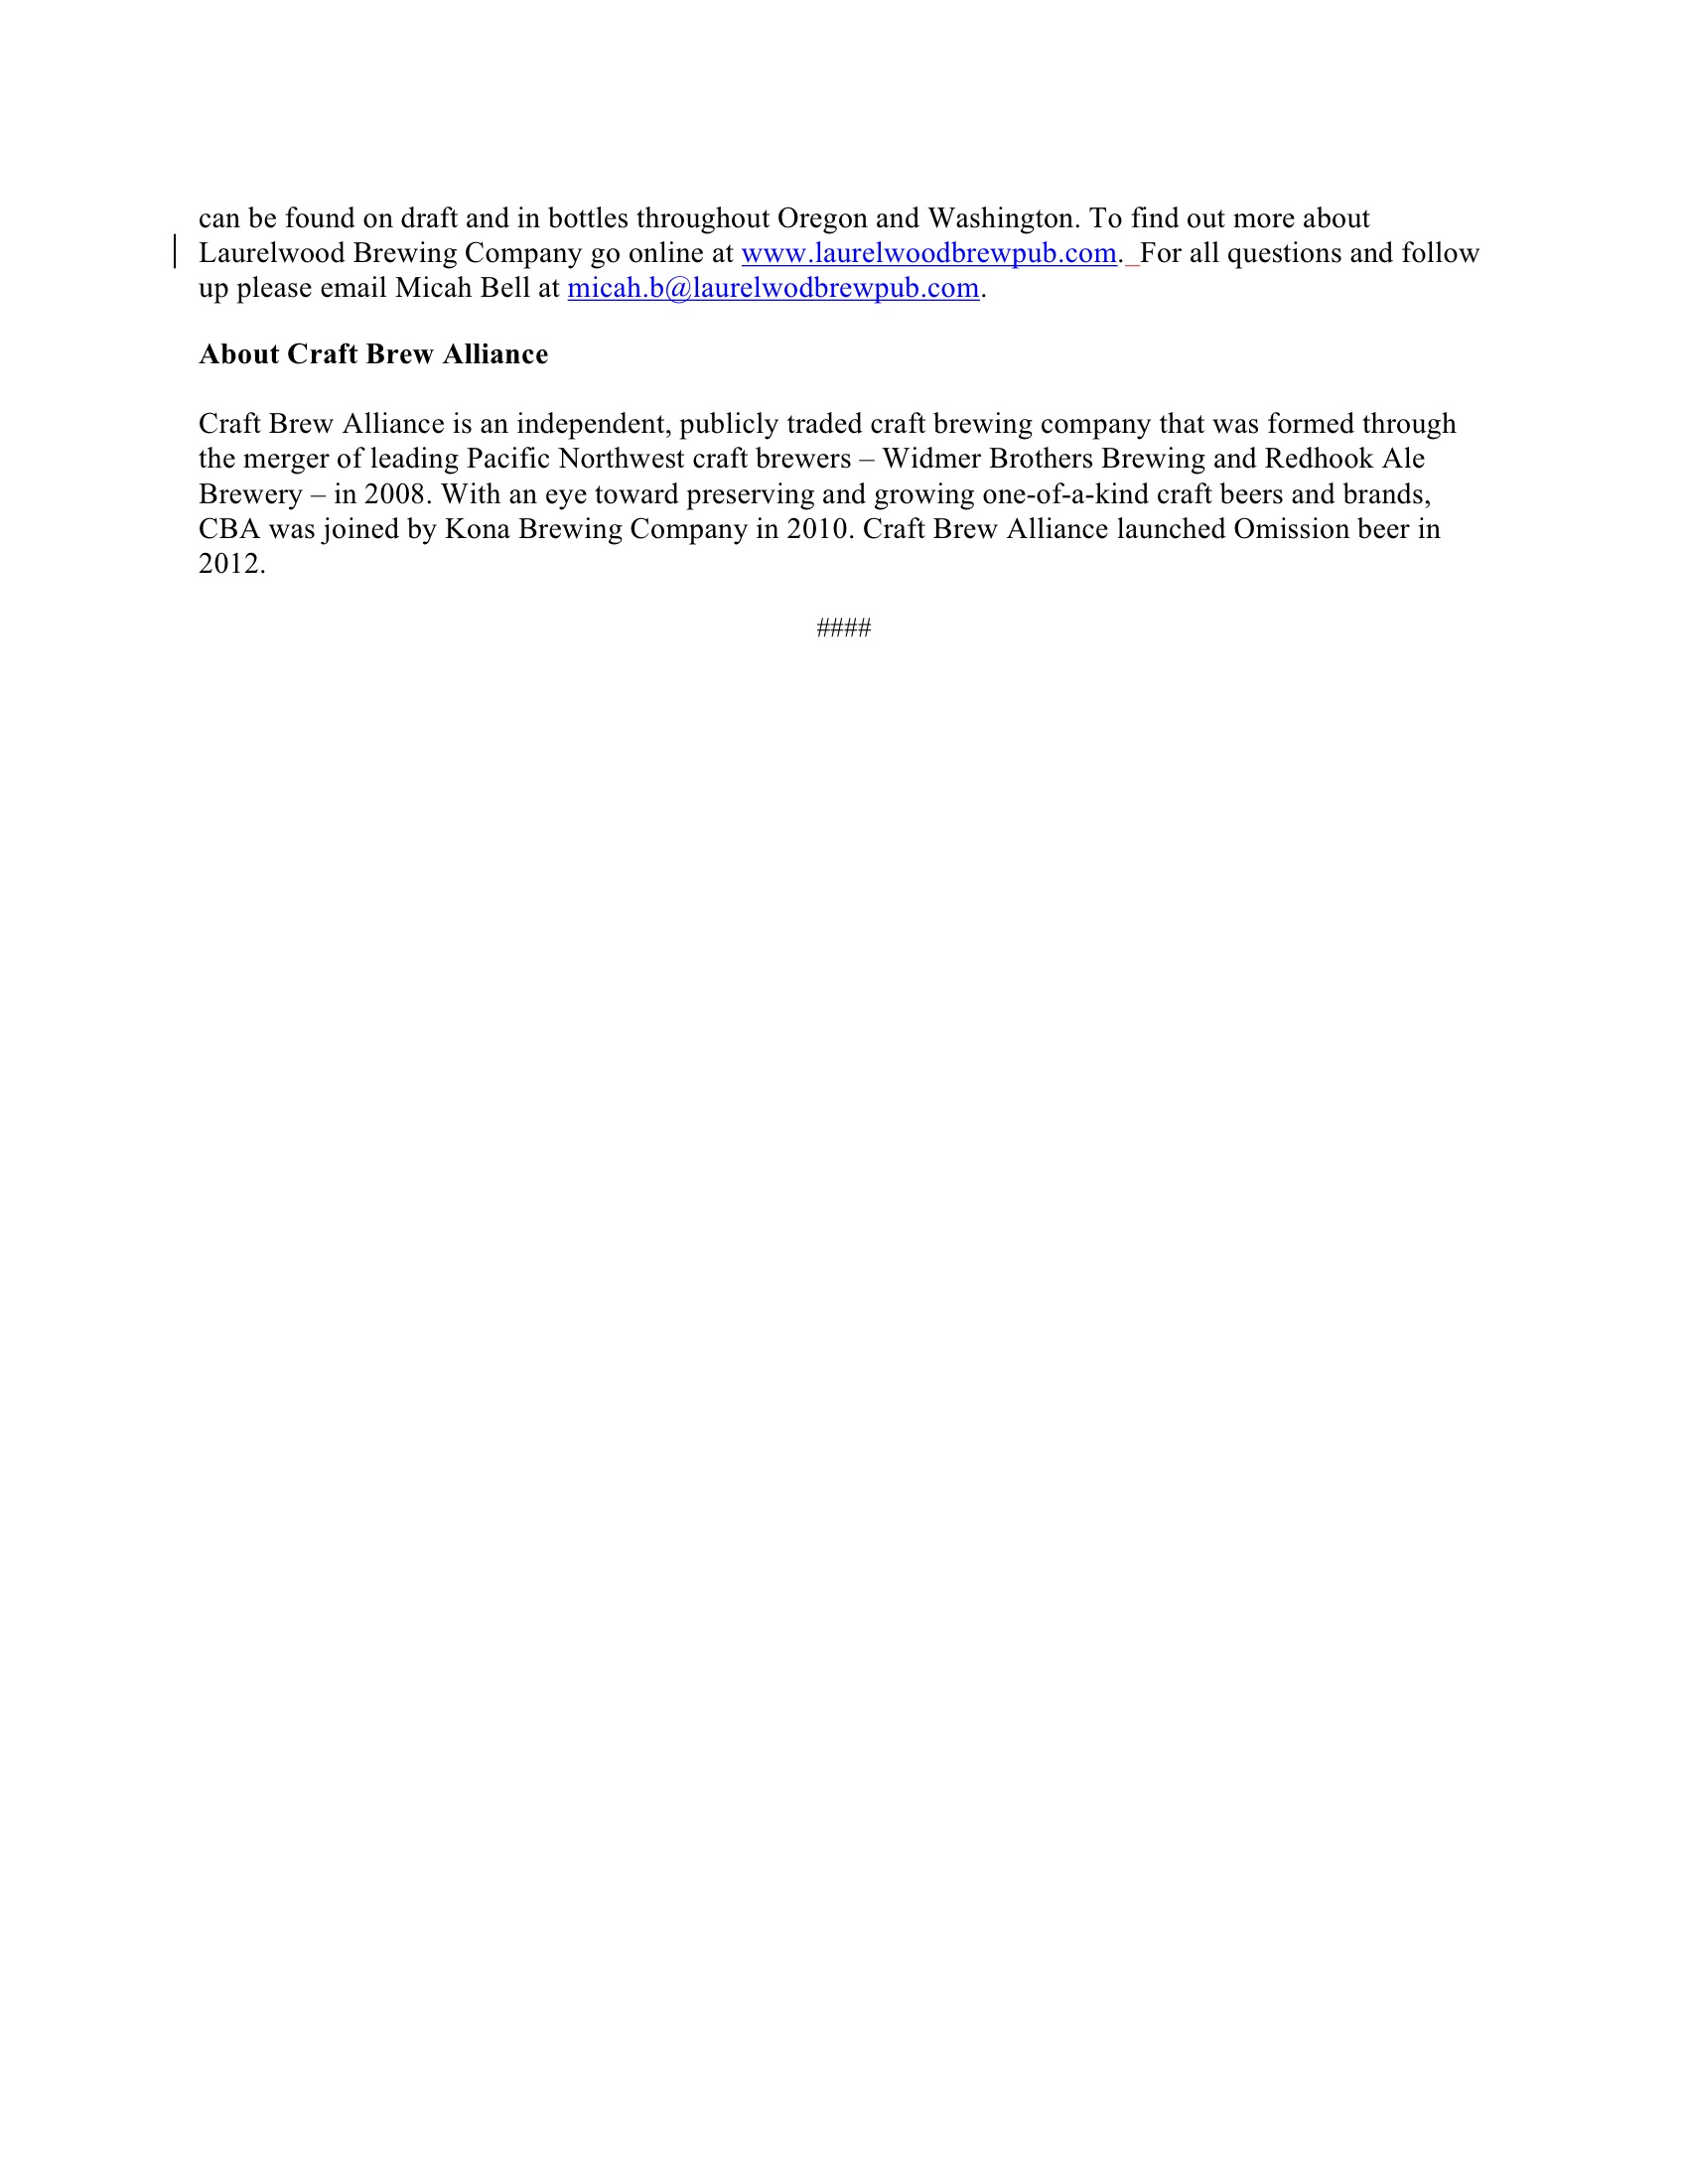 can be found on draft and in bottles throughout Oregon and Washington. To find out more about
Laurelwood Brewing Company go online at www.laurelwoodbrewpub.com. For all questions and follow
up please email Micah Bell at micah.b@laurelwodbrewpub.com.
About Craft Brew Alliance
Craft Brew Alliance is an independent, publicly traded craft brewing company that was formed through
the merger of leading Pacific Northwest craft brewers – Widmer Brothers Brewing and Redhook Ale
Brewery – in 2008. With an eye toward preserving and growing one-of-a-kind craft beers and brands,
CBA was joined by Kona Brewing Company in 2010. Craft Brew Alliance launched Omission beer in
2012.
####